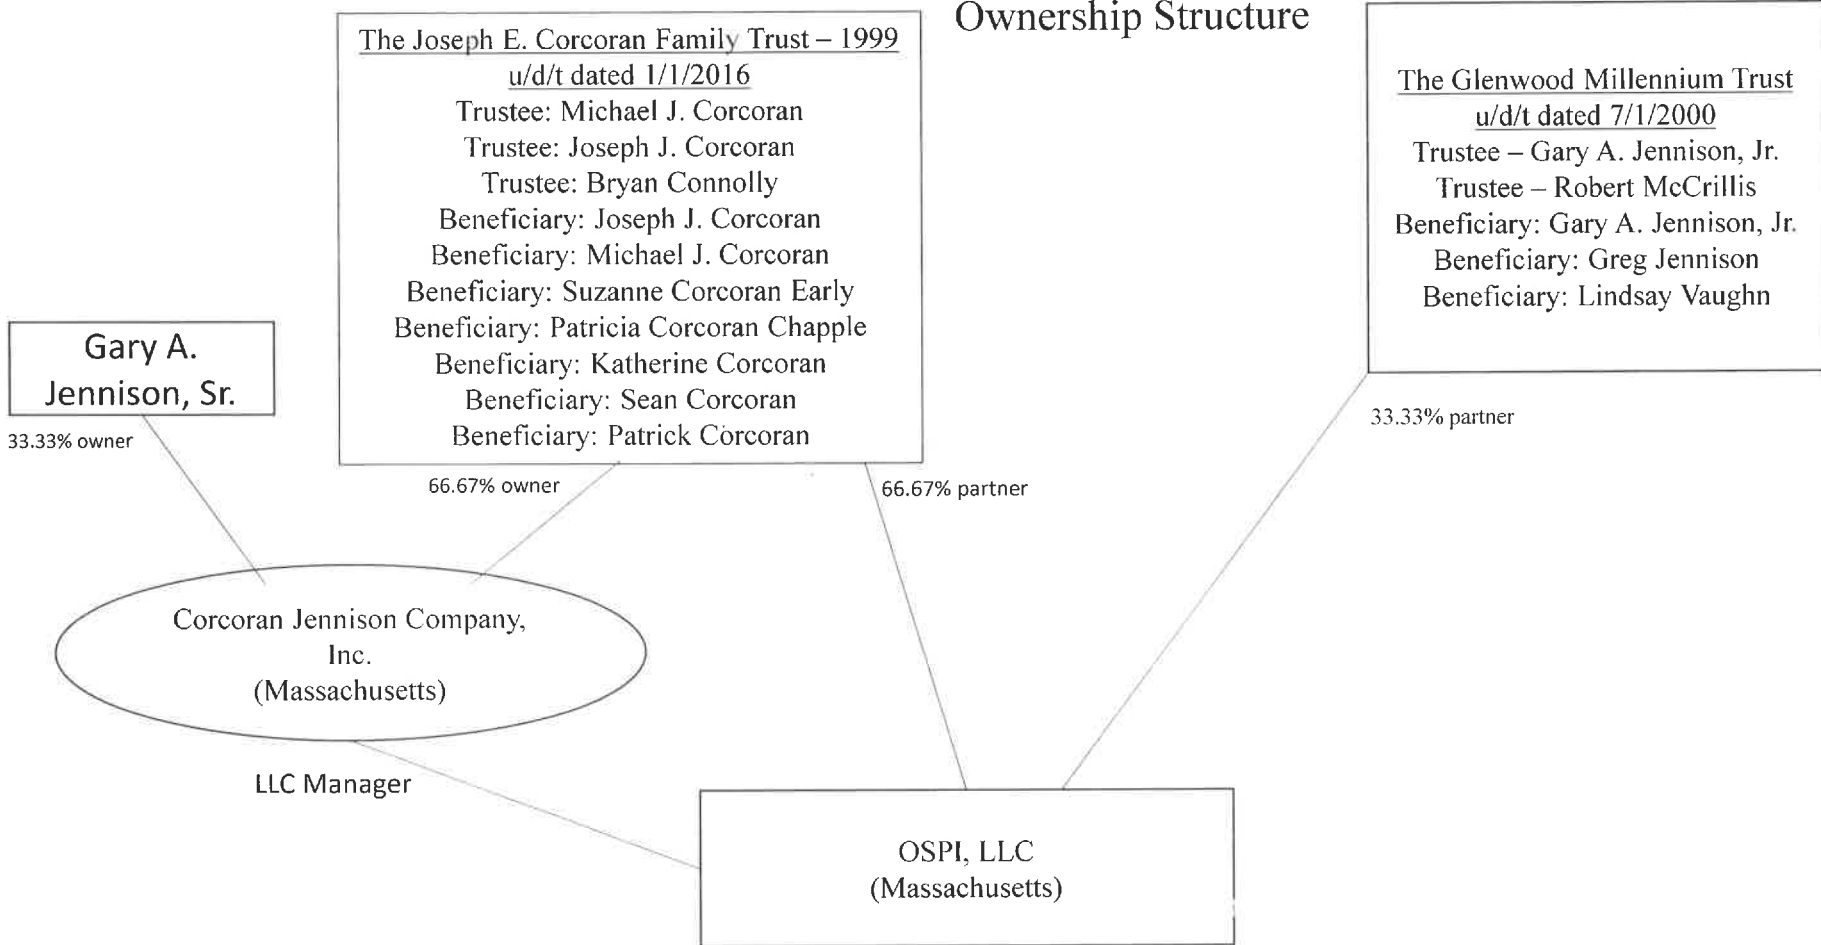 Ownership Structure
The Joseph E. Corcoran Family Trust – 1999
u/d/t dated 1/1/2016
Trustee: Michael J. Corcoran
Trustee: Joseph J. Corcoran
Trustee: Bryan Connolly
Beneficiary: Joseph J. Corcoran
Beneficiary: Michael J. Corcoran
Beneficiary: Suzanne Corcoran Early
Beneficiary: Patricia Corcoran Chapple
Beneficiary: Katherine Corcoran
Beneficiary: Sean Corcoran
Beneficiary: Patrick Corcoran
The Glenwood Millennium Trust
u/d/t dated 7/1/2000
Trustee – Gary A. Jennison, Jr.
Trustee – Robert McCrillis
Beneficiary: Gary A. Jennison, Jr.
Beneficiary: Greg Jennison
Beneficiary: Lindsay Vaughn
Gary A.
Jennison, Sr.
33.33% owner
66.67% owner
66.67% partner
33.33% partner
Corcoran Jennison Company,
Inc.
(Massachusetts)
LLC Manager
OSPI, LLC
(Massachusetts)